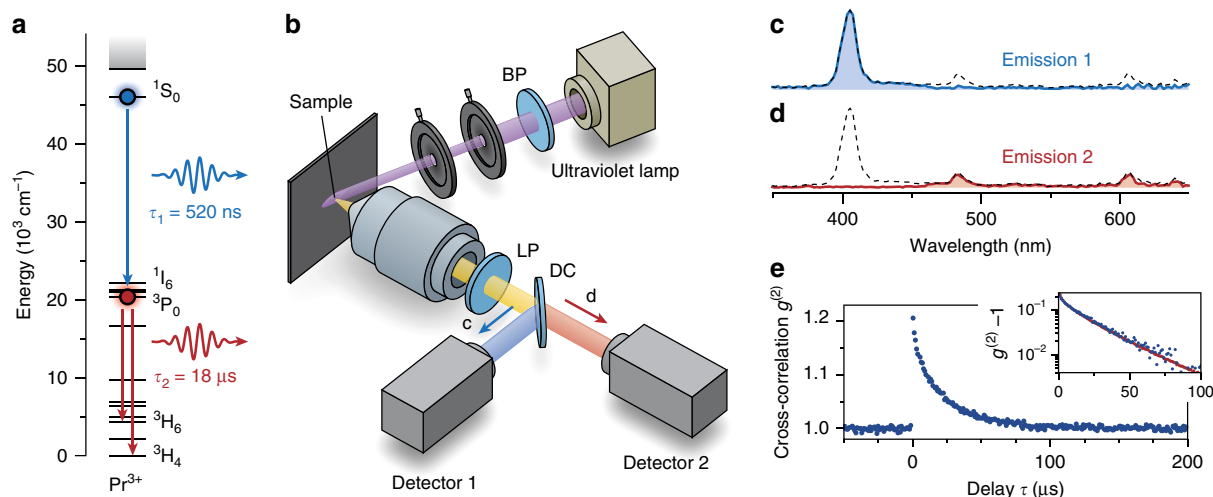 a
Energy (10³ cm⁻¹)
50
40
30
20
10
0
¹S₀
τ₁ = 520 ns
¹I₆
³P₀
τ₂ = 18 μs
³H₆
³H₄
Pr³⁺
b
Sample
BP
Ultraviolet lamp
LP
DC
c
d
Detector 1
Detector 2
c
Emission 1
d
Emission 2
400
500
600
Wavelength (nm)
e
Cross-correlation g⁽²⁾
1.2
1.1
1.0
0
50
100
150
200
Delay τ (μs)
g⁽²⁾ −1
10⁻¹
10⁻²
0
50
100